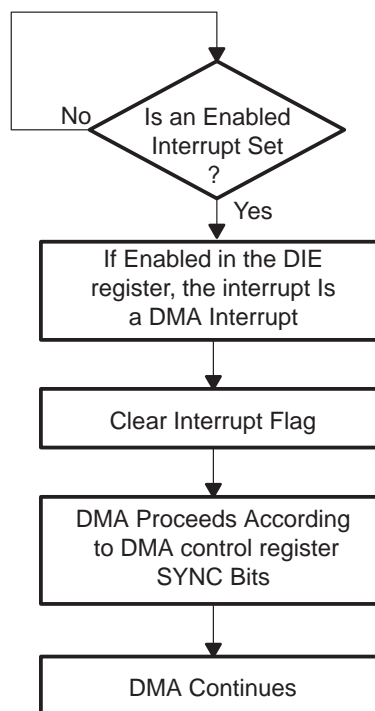 No
Is an Enabled
Interrupt Set
?
Yes
If Enabled in the DIE
register, the interrupt Is
a DMA Interrupt
Clear Interrupt Flag
DMA Proceeds According
to DMA control register
SYNC Bits
DMA Continues